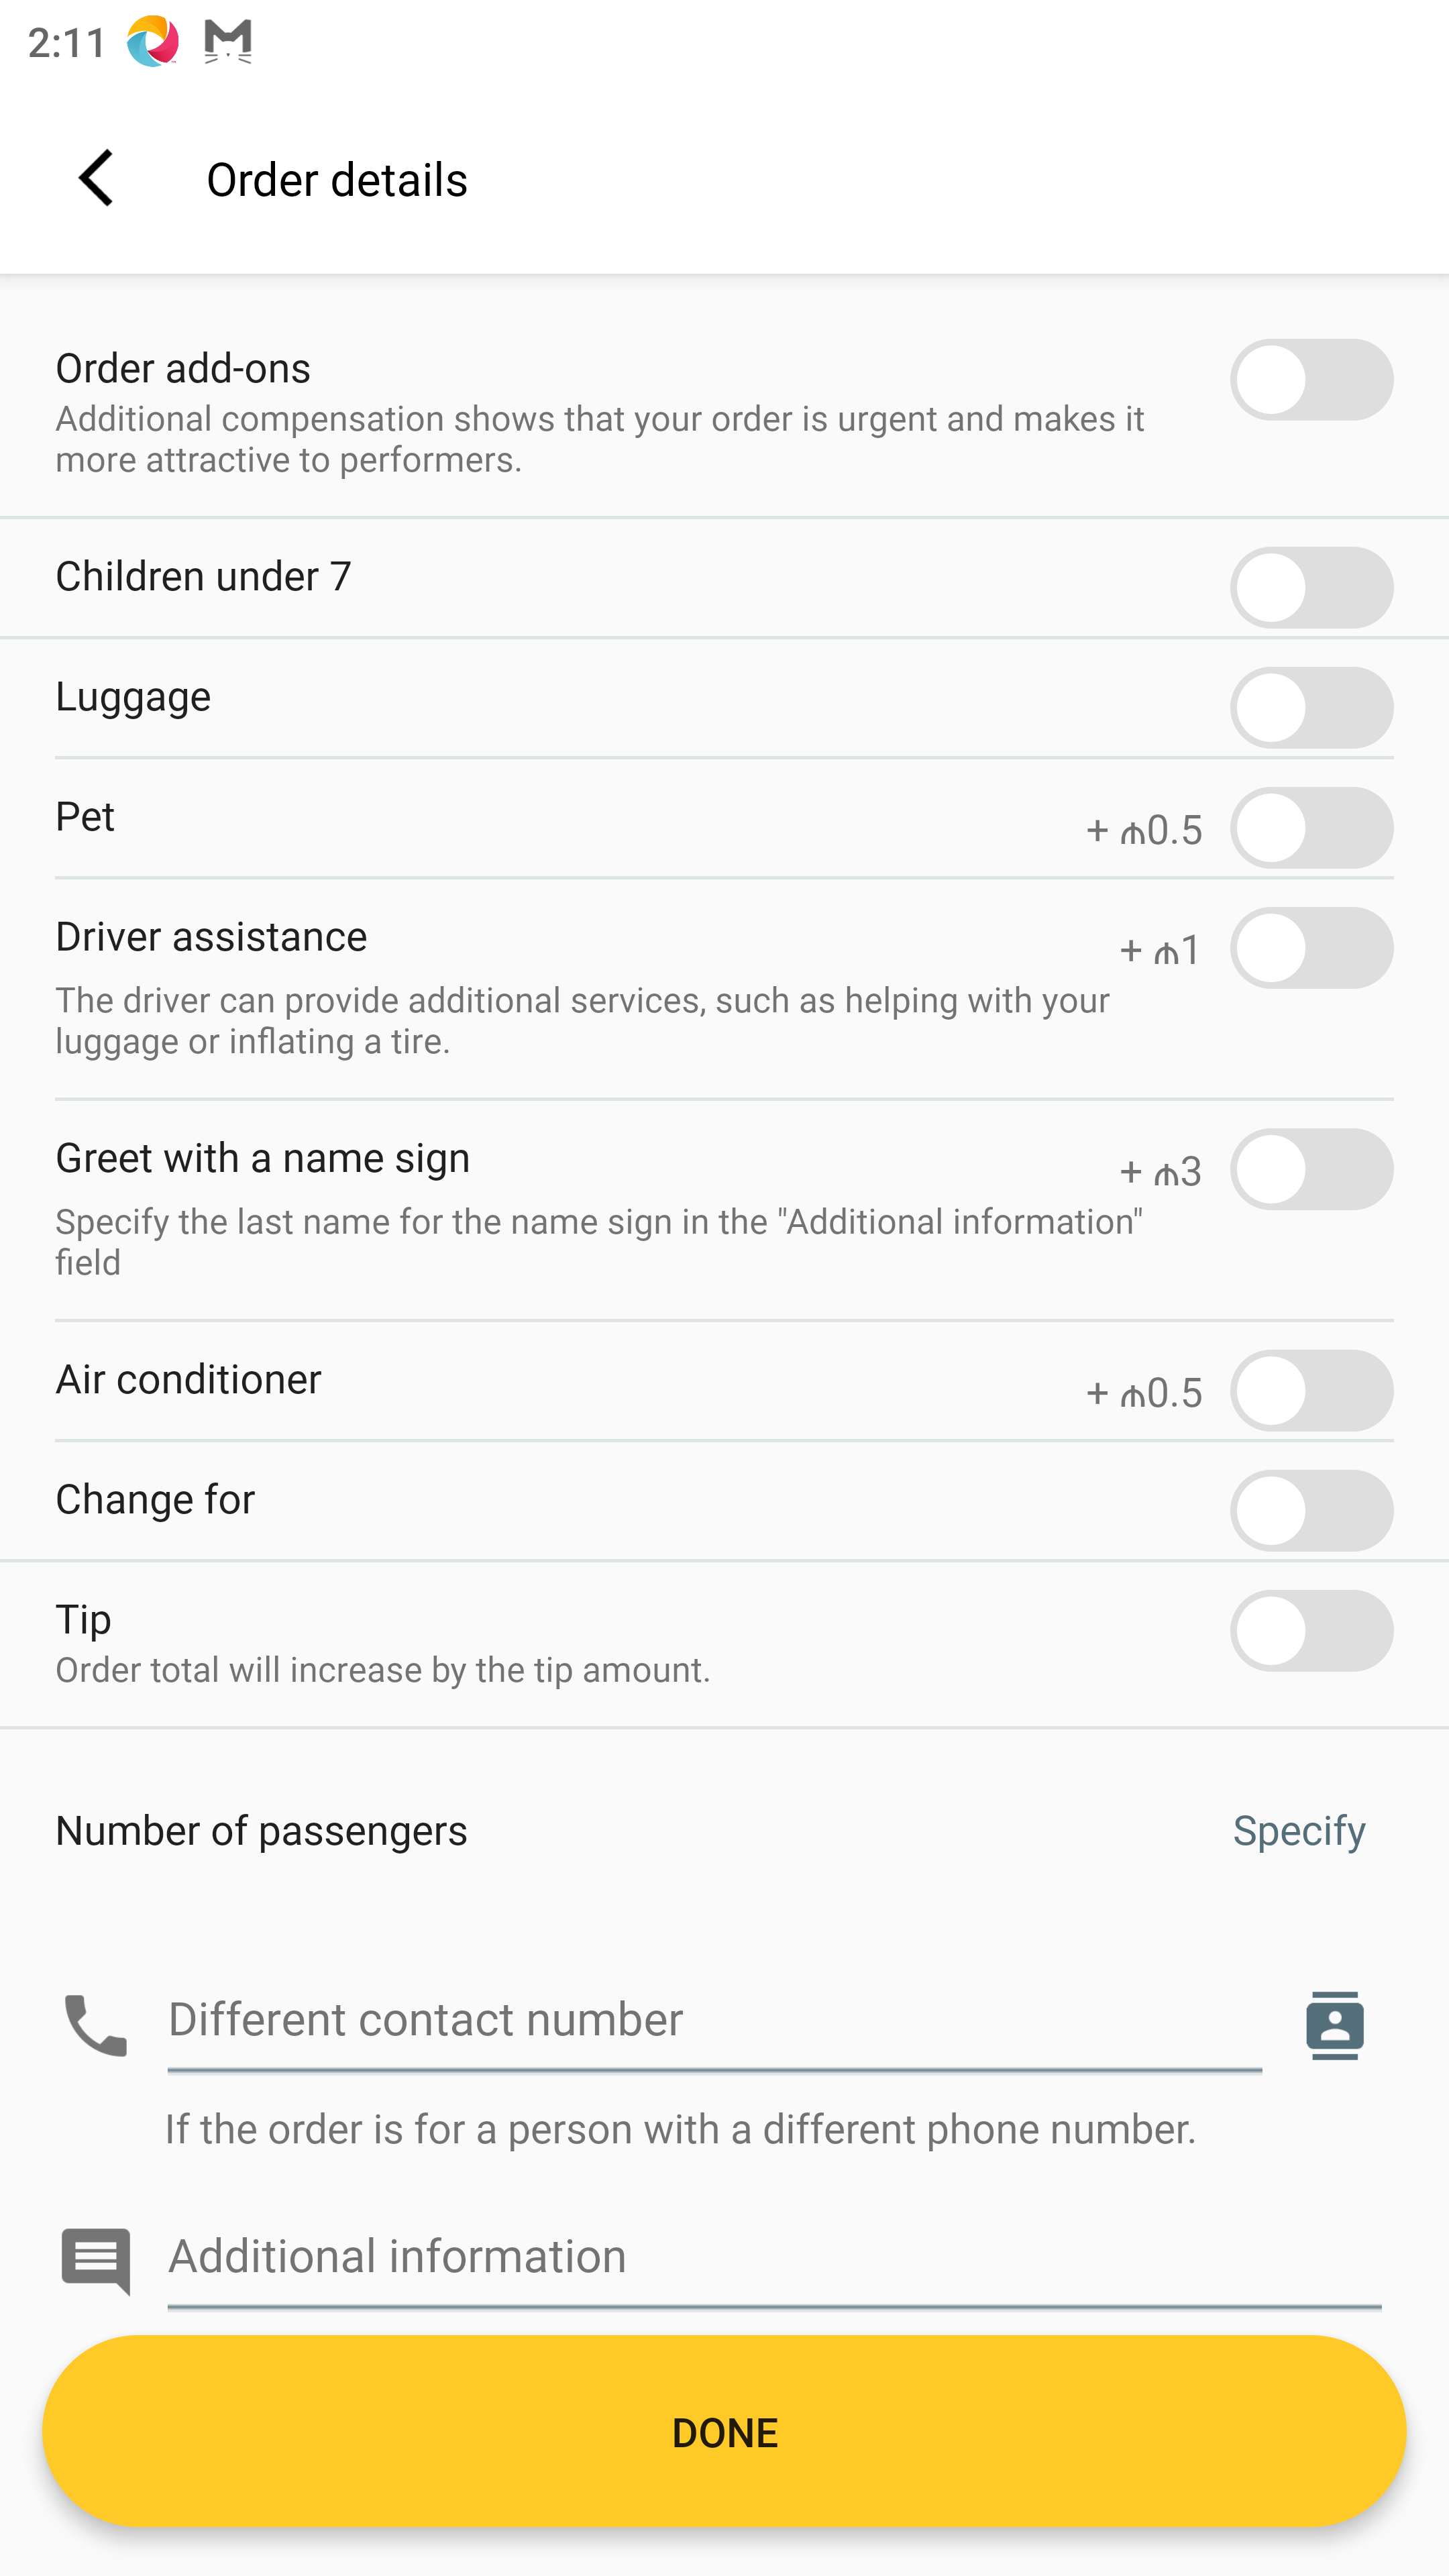 2:11
Order details
Order add-ons
Additional compensation shows that your order is urgent and makes it
more attractive to performers.
Children under 7
Luggage
Pet
+ ₼0.5
Driver assistance
+ ₼1
The driver can provide additional services, such as helping with your
luggage or inflating a tire.
Greet with a name sign
+ ₼3
Specify the last name for the name sign in the "Additional information"
field
Air conditioner
+ ₼0.5
Change for
Tip
Order total will increase by the tip amount.
Number of passengers
Specify
Different contact number
If the order is for a person with a different phone number.
Additional information
DONE